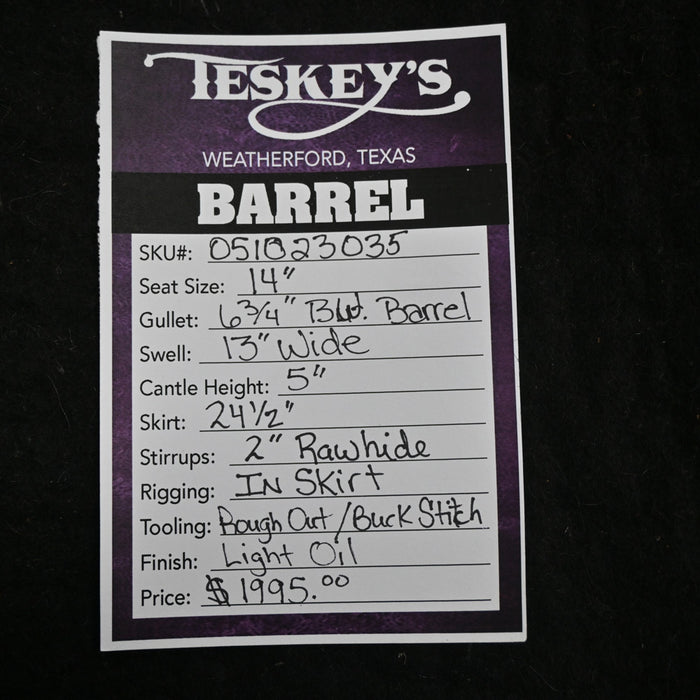 TESKEY'S
WEATHERFORD, TEXAS
BARREL
SKU#: 051823035
Seat Size: 14"
Gullet: 6 3/4" Barrel
Swell: 13" Wide
Cantle Height: 5"
Skirt: 24 1/2"
Stirrups: 2" Rawhide
Rigging: IN SKirt
Tooling: Rough Out/Buck Stitch
Finish: Light Oil
Price: $1995.00